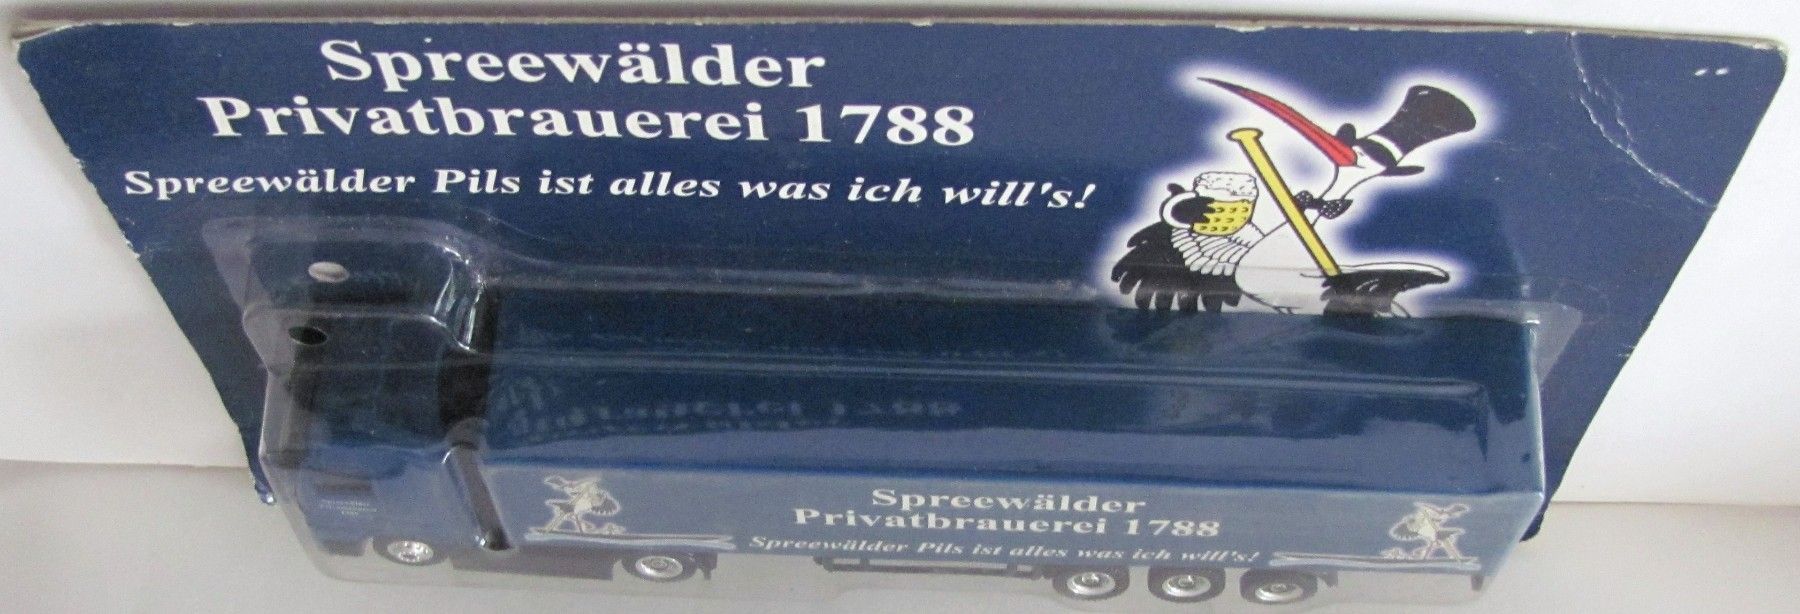 Spreewälder
Privatbrauerei 1788
Spreewälder Pils ist alles was ich will's!
Spreewälder
Privatbrauerei 1788
Spreewälder Pils ist alles was ich will's!